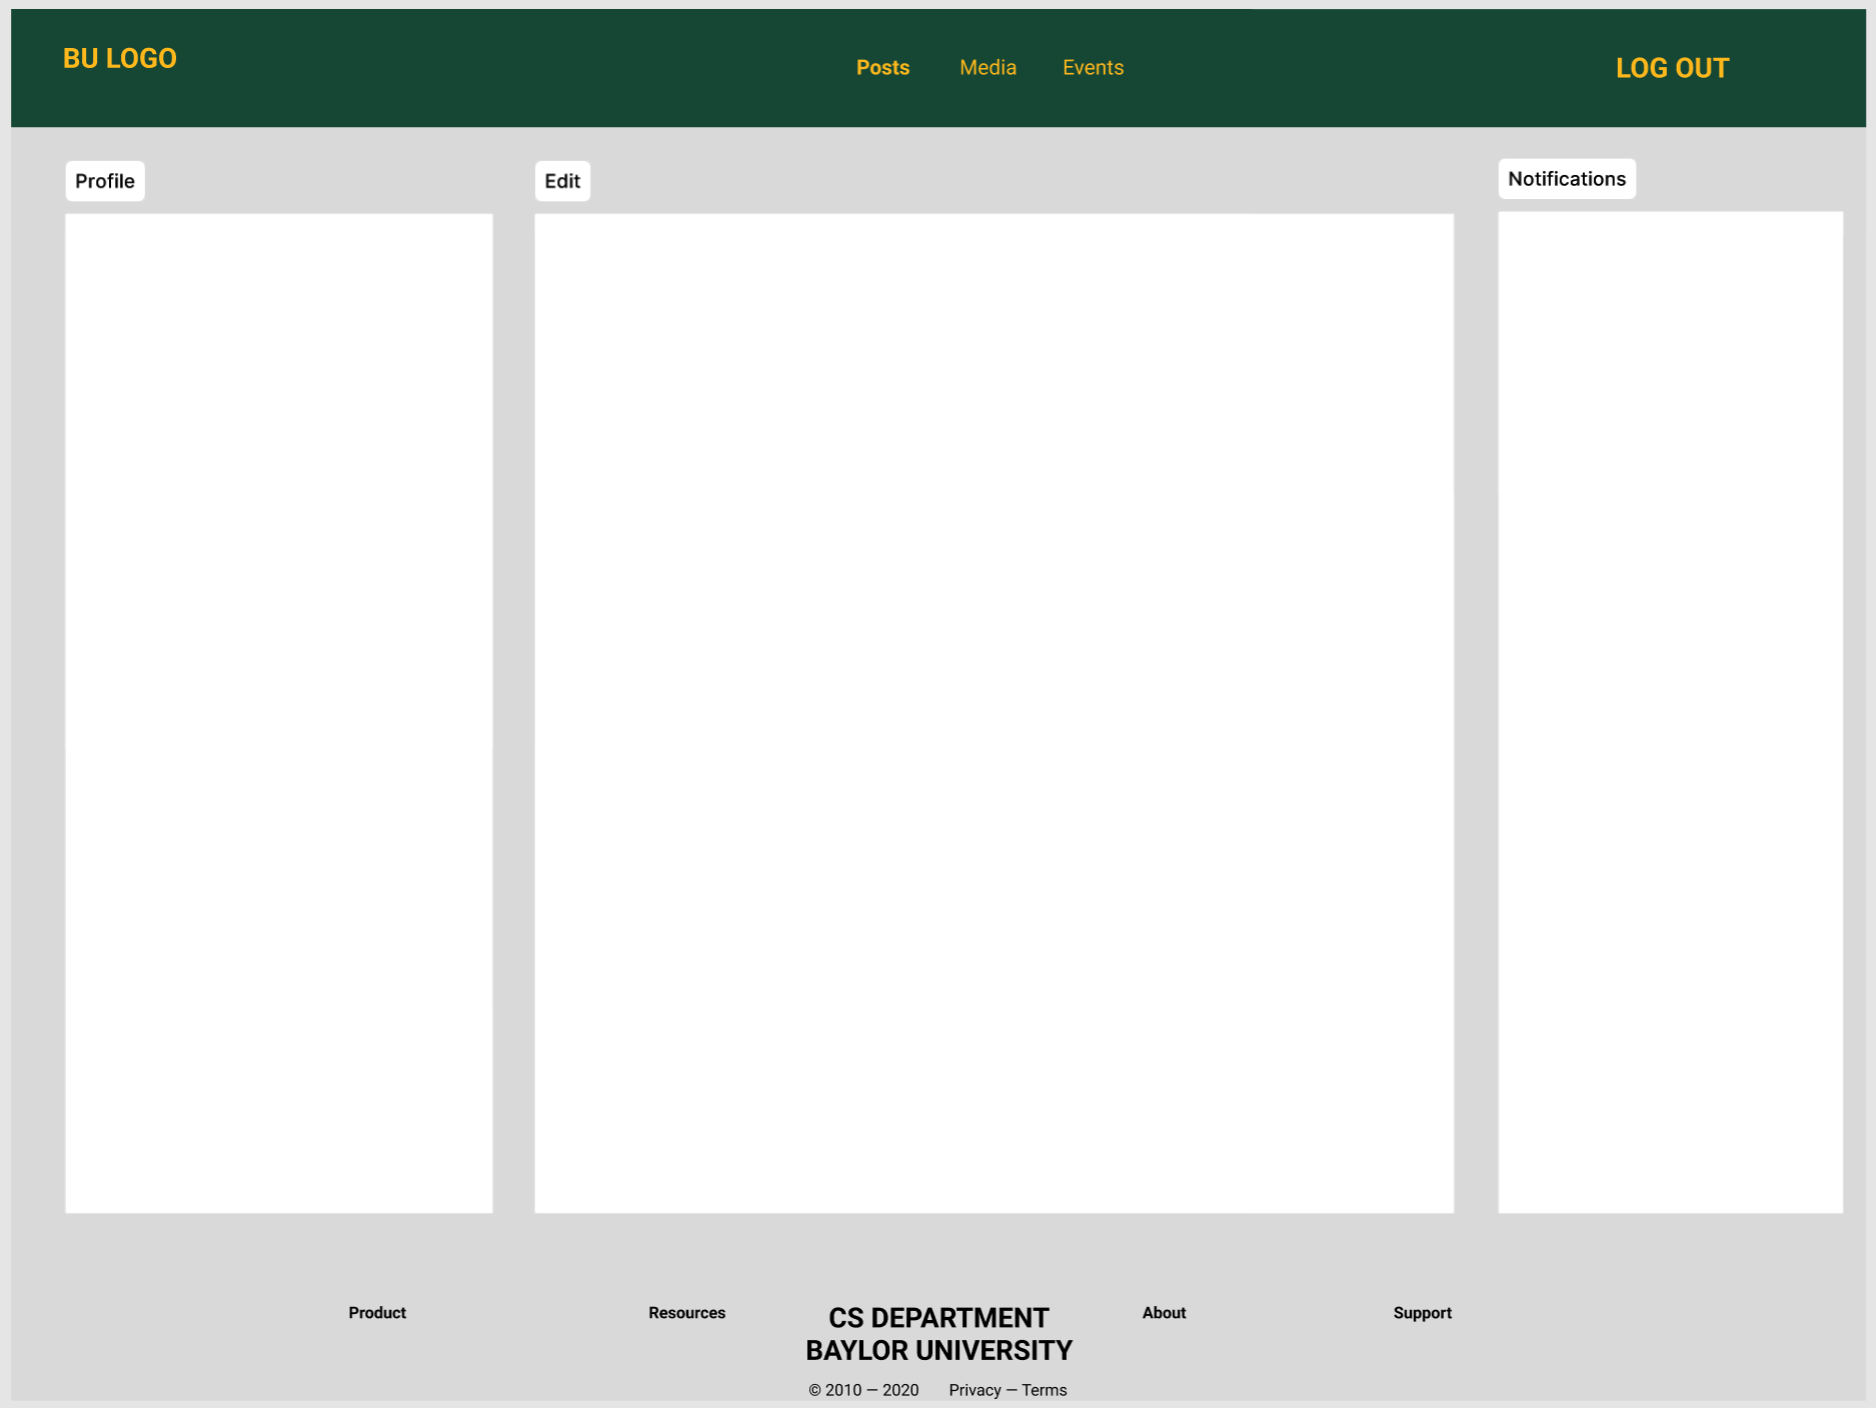 BU LOGO
Posts Media Events
LOG OUT
Profile
Edit
Notifications
Product
Resources
CS DEPARTMENT
BAYLOR UNIVERSITY
About
Support
© 2010 — 2020 Privacy — Terms